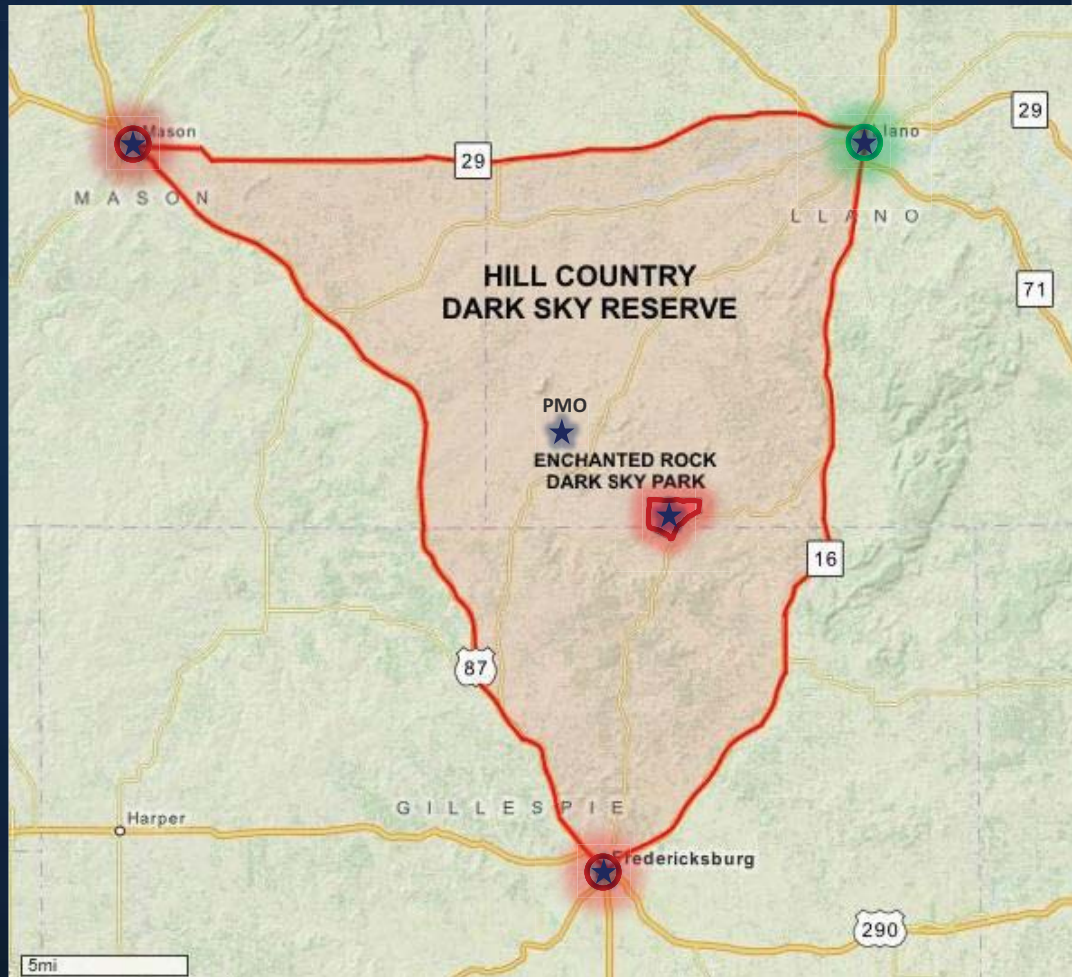 29
Mason
lano
29
MASON
LLANO
HILL COUNTRY
DARK SKY RESERVE
71
PMO
ENCHANTED ROCK
DARK SKY PARK
16
87
GILLESPIE
Harper
Fredericksburg
290
5mi